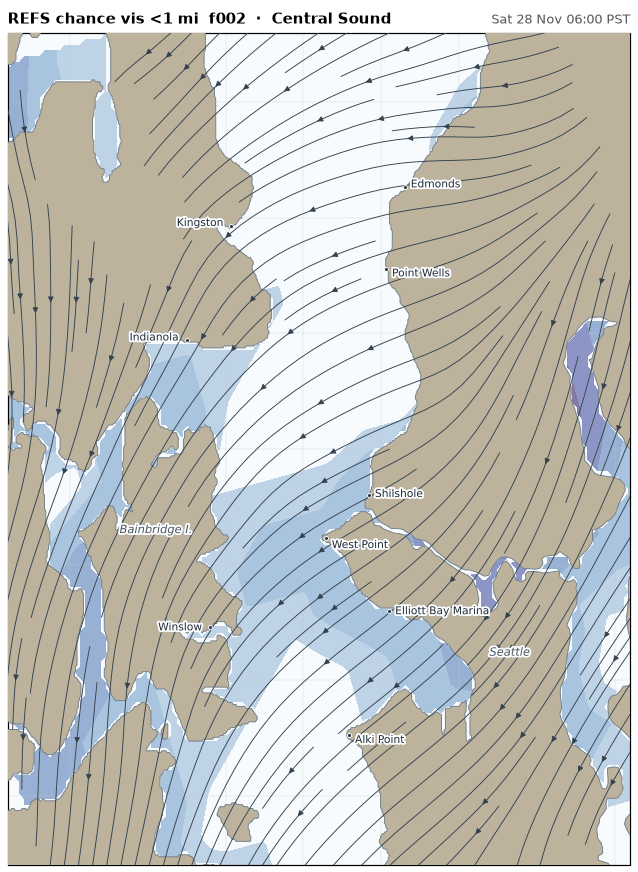 REFS chance vis <1 mi  f002  ·  Central Sound
Sat 28 Nov 06:00 PST
Edmonds
Kingston
Point Wells
Indianola
Shilshole
Bainbridge I.
West Point
Elliott Bay Marina
Winslow
Seattle
Alki Point